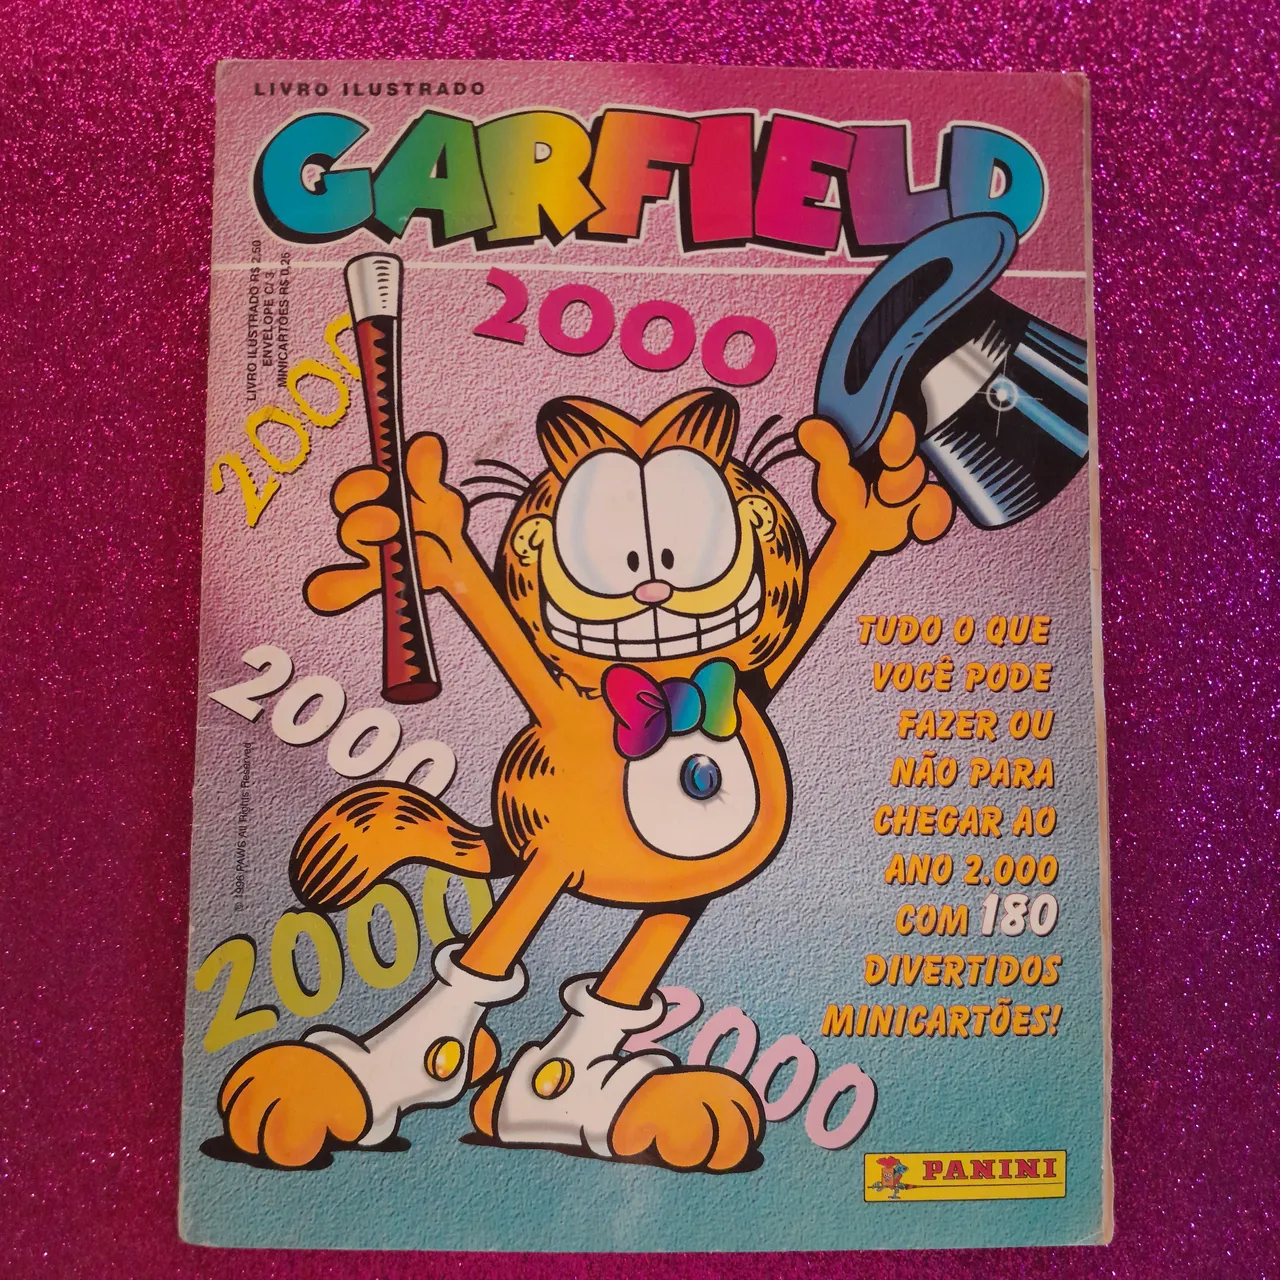 LIVRO ILUSTRADO
GARFIELD
2000
LIVRO ILUSTRADO R$ 2,50
ENVELOPE C/ 3
MINICARTÕES R$ 0,25
2000
2000
TUDO O QUE
VOCÊ PODE
FAZER OU
NÃO PARA
CHEGAR AO
ANO 2.000
COM 180
DIVERTIDOS
MINICARTÕES!
© 1996 PAWS All Rights Reserved
2000
2000
PANINI